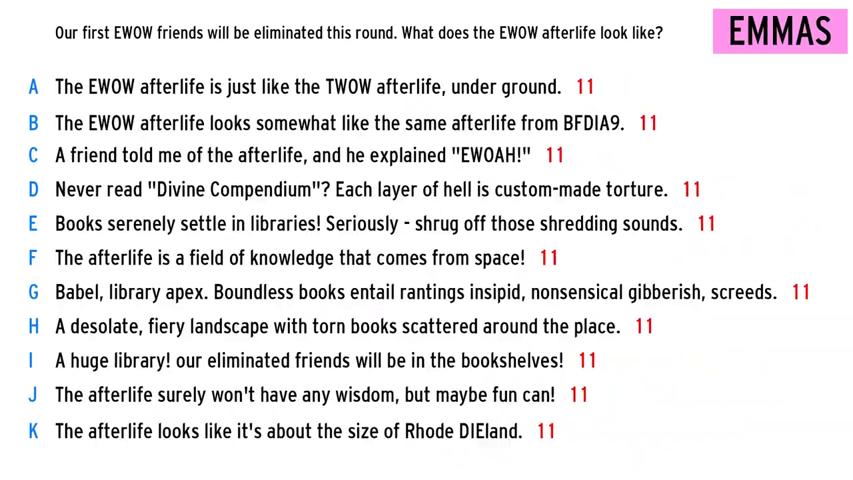 Our first EWOW friends will be eliminated this round. What does the EWOW afterlife look like?
EMMAS
A The EWOW afterlife is just like the TWOW afterlife, under ground. 11
B The EWOW afterlife looks somewhat like the same afterlife from BFDIA9. 11
C A friend told me of the afterlife, and he explained "EWOAH!" 11
D Never read "Divine Compendium"? Each layer of hell is custom-made torture. 11
E Books serenely settle in libraries! Seriously - shrug off those shredding sounds. 11
F The afterlife is a field of knowledge that comes from space! 11
G Babel, library apex. Boundless books entail rantings insipid, nonsensical gibberish, screeds. 11
H A desolate, fiery landscape with torn books scattered around the place. 11
I A huge library! our eliminated friends will be in the bookshelves! 11
J The afterlife surely won't have any wisdom, but maybe fun can! 11
K The afterlife looks like it's about the size of Rhode DIEland. 11